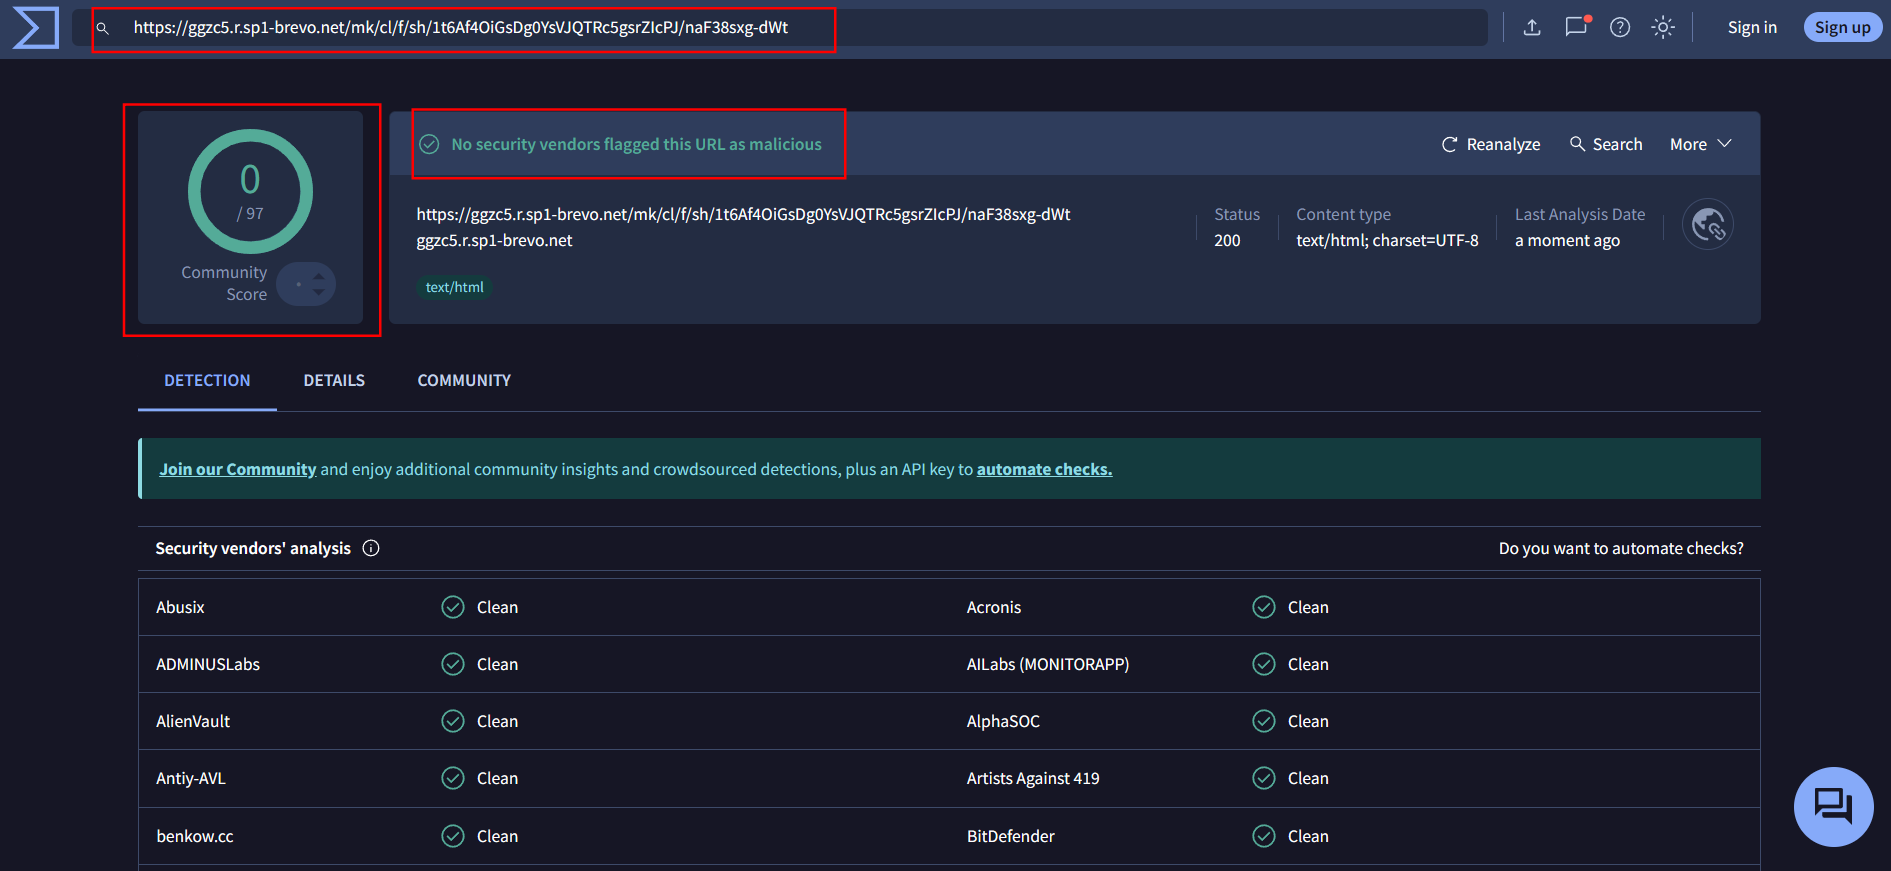 https://ggzc5.r.sp1-brevo.net/mk/cl/f/sh/1t6Af4OiGsDg0YsVJQTRc5gsrZIcPJ/naF38sxg-dWt
Sign in
Sign up
0
/ 97
Community
Score
No security vendors flagged this URL as malicious
Reanalyze
Search
More
https://ggzc5.r.sp1-brevo.net/mk/cl/f/sh/1t6Af4OiGsDg0YsVJQTRc5gsrZIcPJ/naF38sxg-dWt
ggzc5.r.sp1-brevo.net
text/html
Status
200
Content type
text/html; charset=UTF-8
Last Analysis Date
a moment ago
DETECTION
DETAILS
COMMUNITY
Join our Community and enjoy additional community insights and crowdsourced detections, plus an API key to automate checks.
Security vendors' analysis
Do you want to automate checks?
Abusix
Clean
Acronis
Clean
ADMINUSLabs
Clean
AILabs (MONITORAPP)
Clean
AlienVault
Clean
AlphaSOC
Clean
Antiy-AVL
Clean
Artists Against 419
Clean
benkow.cc
Clean
BitDefender
Clean